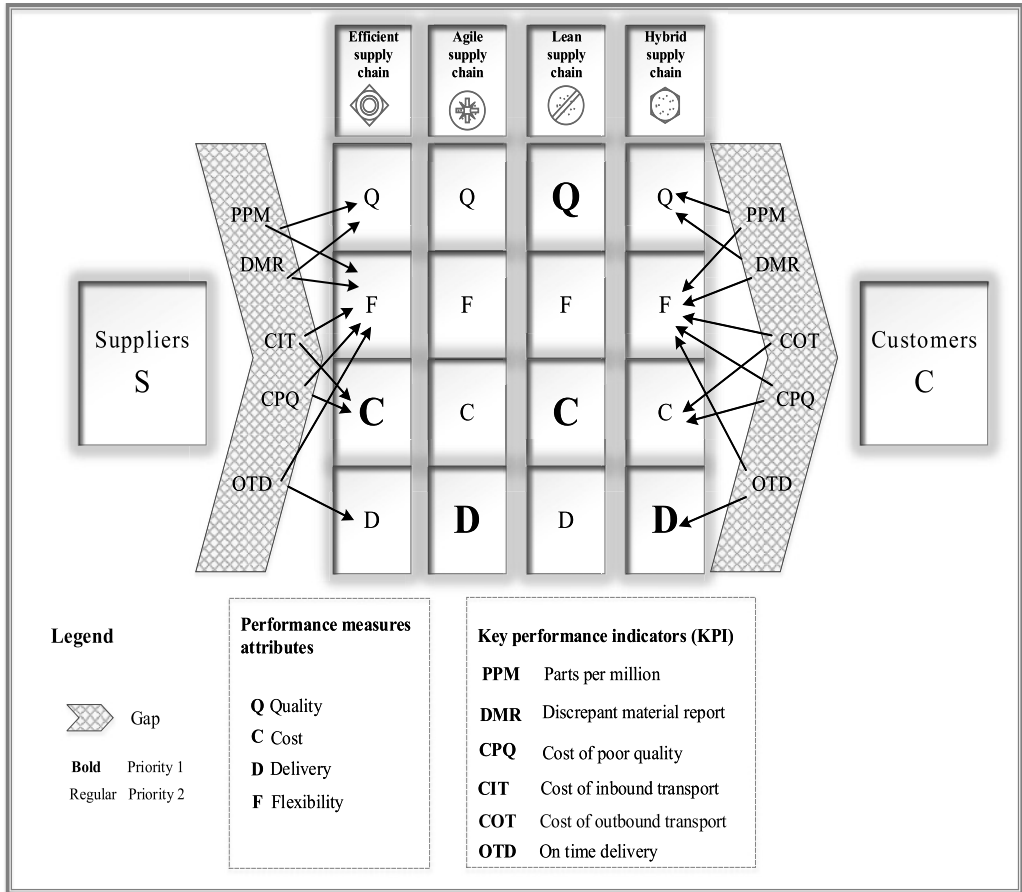 Efficient
supply
chain
Agile
supply
chain
Lean
supply
chain
Hybrid
supply
chain
Q
Q
Q
Q
F
F
F
F
C
C
C
C
D
D
D
D
PPM
DMR
CIT
CPQ
OTD
Suppliers
S
PPM
DMR
COT
CPQ
OTD
Customers
C
Legend
Gap
Bold Priority 1
Regular Priority 2
Performance measures
attributes
Q Quality
C Cost
D Delivery
F Flexibility
Key performance indicators (KPI)
PPM Parts per million
DMR Discrepant material report
CPQ Cost of poor quality
CIT Cost of inbound transport
COT Cost of outbound transport
OTD On time delivery